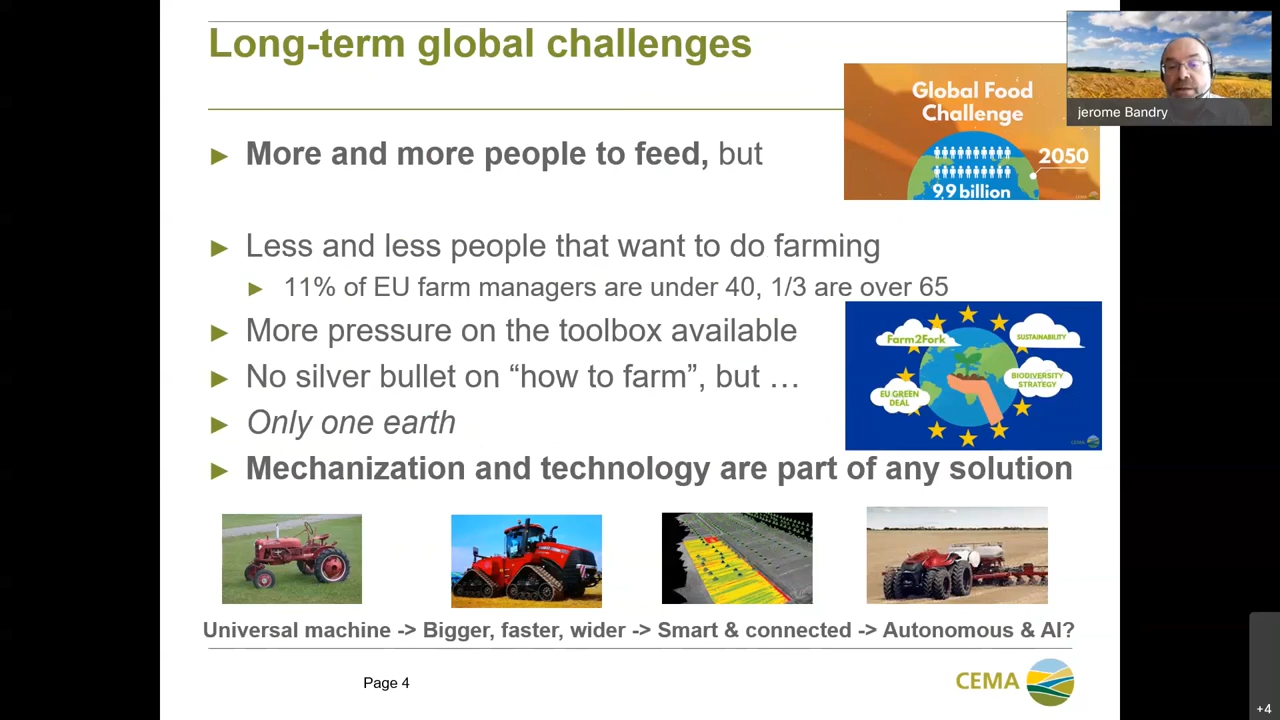 Long-term global challenges
jerome Bandry
Global Food
Challenge
2050
9.9 billion
► More and more people to feed, but
► Less and less people that want to do farming
► 11% of EU farm managers are under 40, 1/3 are over 65
► More pressure on the toolbox available
► No silver bullet on “how to farm”, but …
► Only one earth
► Mechanization and technology are part of any solution
Farm2Fork
SUSTAINABILITY
BIODIVERSITY
STRATEGY
EU GREEN
DEAL
CEMA
Universal machine -> Bigger, faster, wider -> Smart & connected -> Autonomous & AI?
Page 4
CEMA
+4